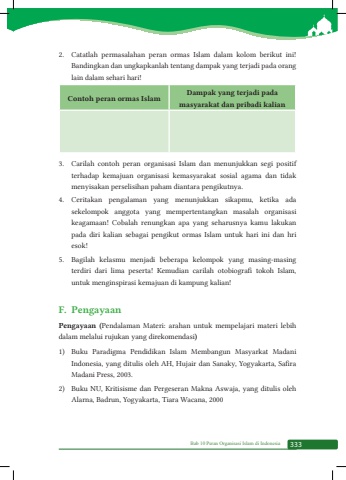 2. Catatlah permasalahan peran ormas Islam dalam kolom berikut ini!
Bandingkan dan ungkapkanlah tentang dampak yang terjadi pada orang
lain dalam sehari hari!
Contoh peran ormas Islam
Dampak yang terjadi pada
masyarakat dan pribadi kalian
3. Carilah contoh peran organisasi Islam dan menunjukkan segi positif
terhadap kemajuan organisasi kemasyarakat sosial agama dan tidak
menyisakan perselisihan paham diantara pengikutnya.
4. Ceritakan pengalaman yang menunjukkan sikapmu, ketika ada
sekelompok anggota yang mempertentangkan masalah organisasi
keagamaan! Cobalah renungkan apa yang seharusnya kamu lakukan
pada diri kalian sebagai pengikut ormas Islam untuk hari ini dan hri
esok!
5. Bagilah kelasmu menjadi beberapa kelompok yang masing-masing
terdiri dari lima peserta! Kemudian carilah otobiografi tokoh Islam,
untuk menginspirasi kemajuan di kampung kalian!
F. Pengayaan
Pengayaan (Pendalaman Materi: arahan untuk mempelajari materi lebih
dalam melalui rujukan yang direkomendasi)
1) Buku Paradigma Pendidikan Islam Membangun Masyarkat Madani
Indonesia, yang ditulis oleh AH, Hujair dan Sanaky, Yogyakarta, Safira
Madani Press, 2003.
2) Buku NU, Kritisisme dan Pergeseran Makna Aswaja, yang ditulis oleh
Alarna, Badrun, Yogyakarta, Tiara Wacana, 2000
Bab 10 Peran Organisasi Islam di Indonesia 333